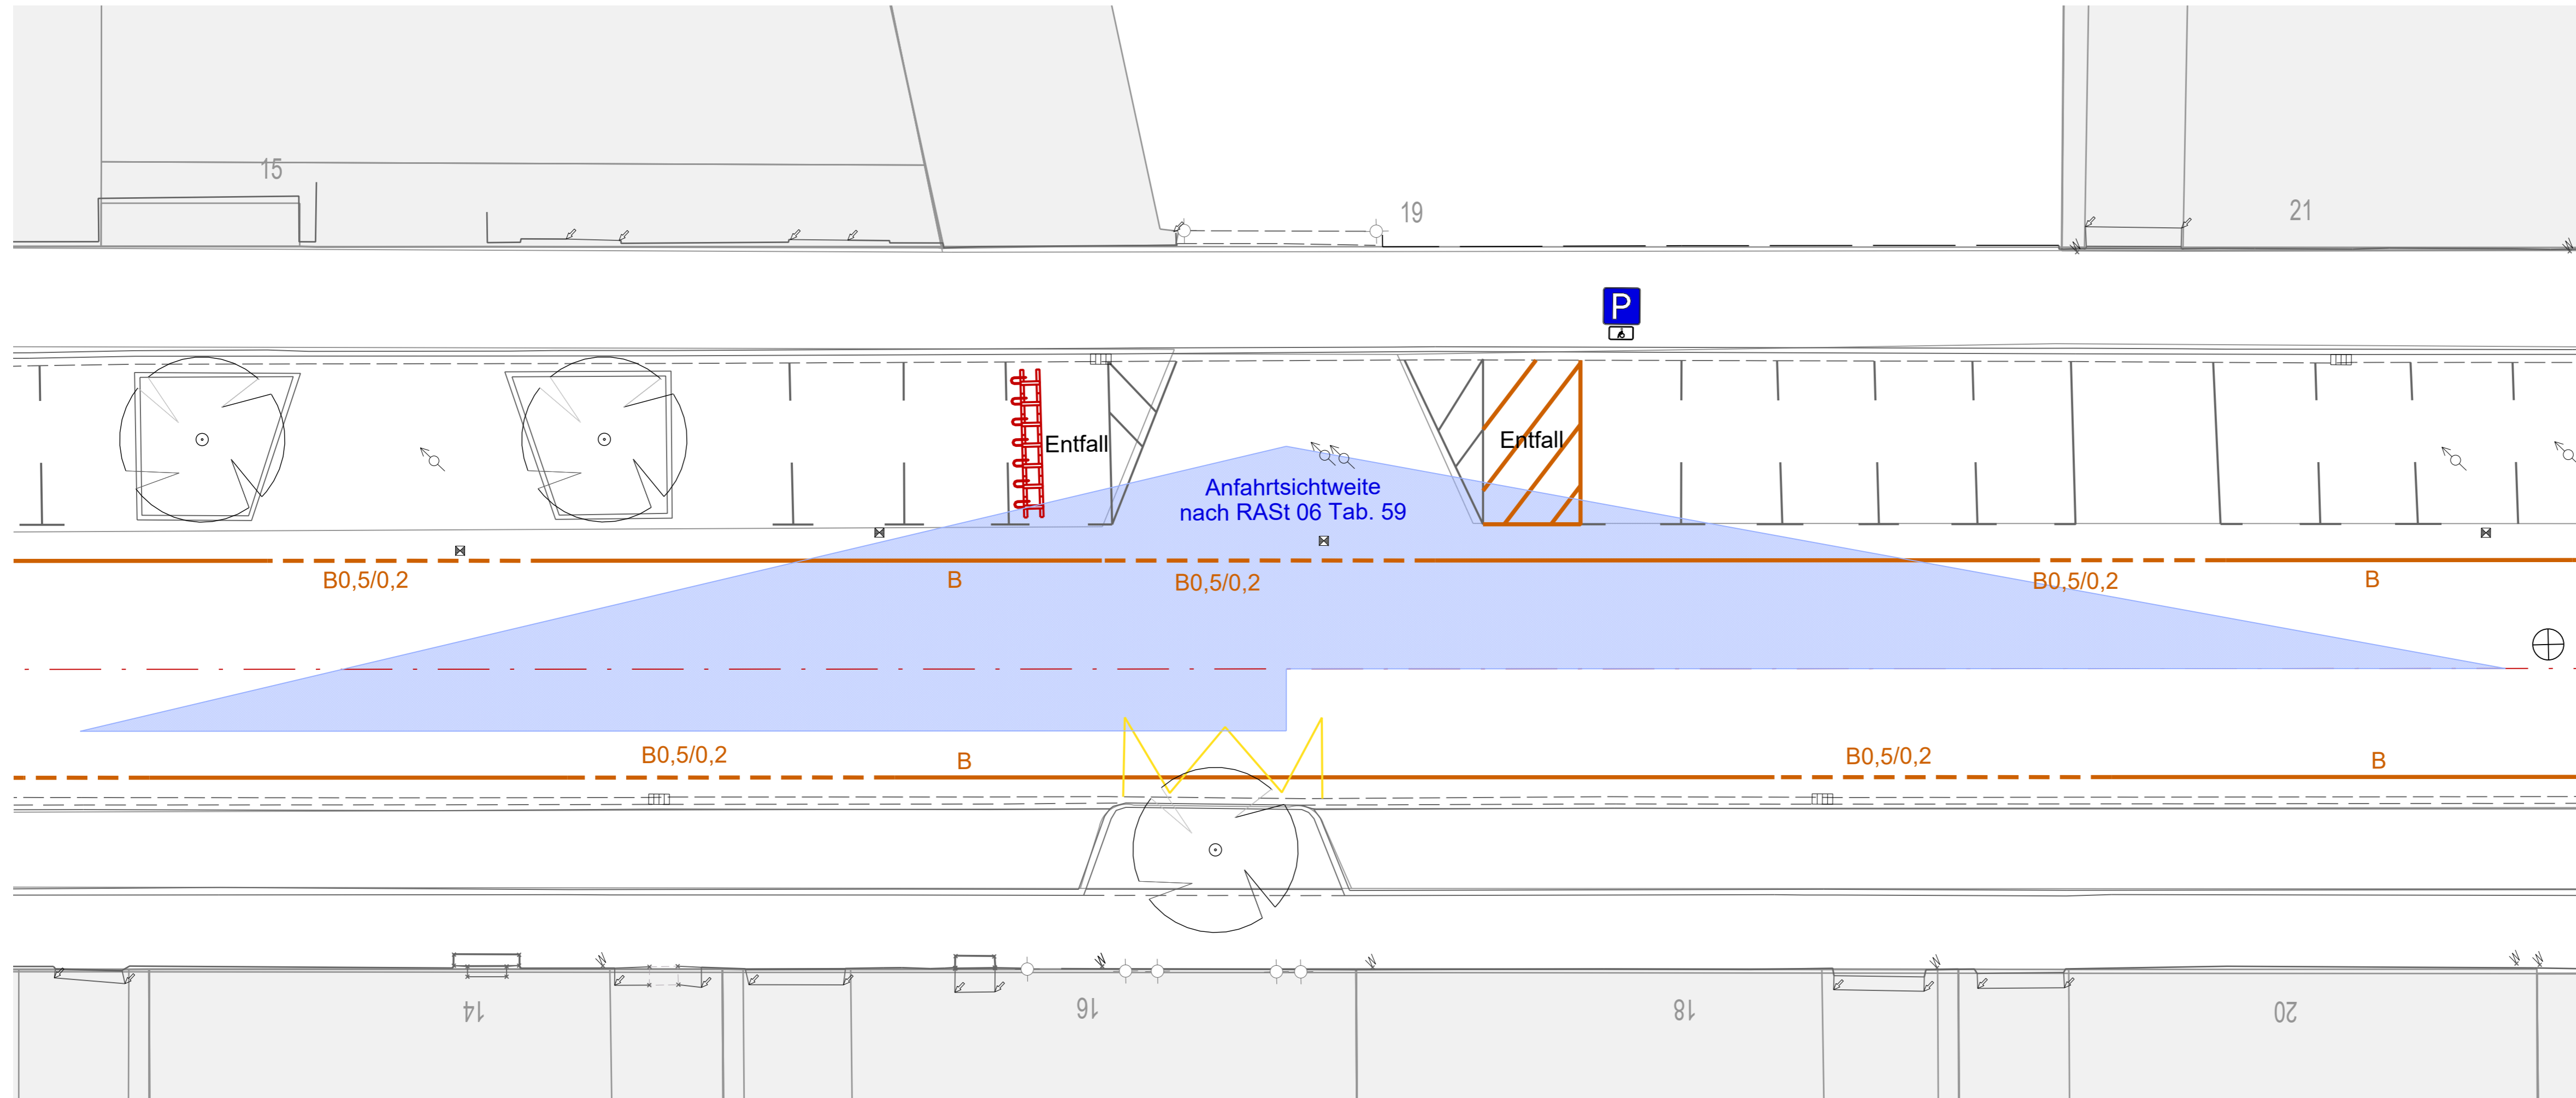 15
19
21
P
Entfall
Entfall
Anfahrtsichtweite
nach RASt 06 Tab. 59
B0,5/0,2
B
B0,5/0,2
B0,5/0,2
B
B0,5/0,2
B
B0,5/0,2
B
14
16
18
20